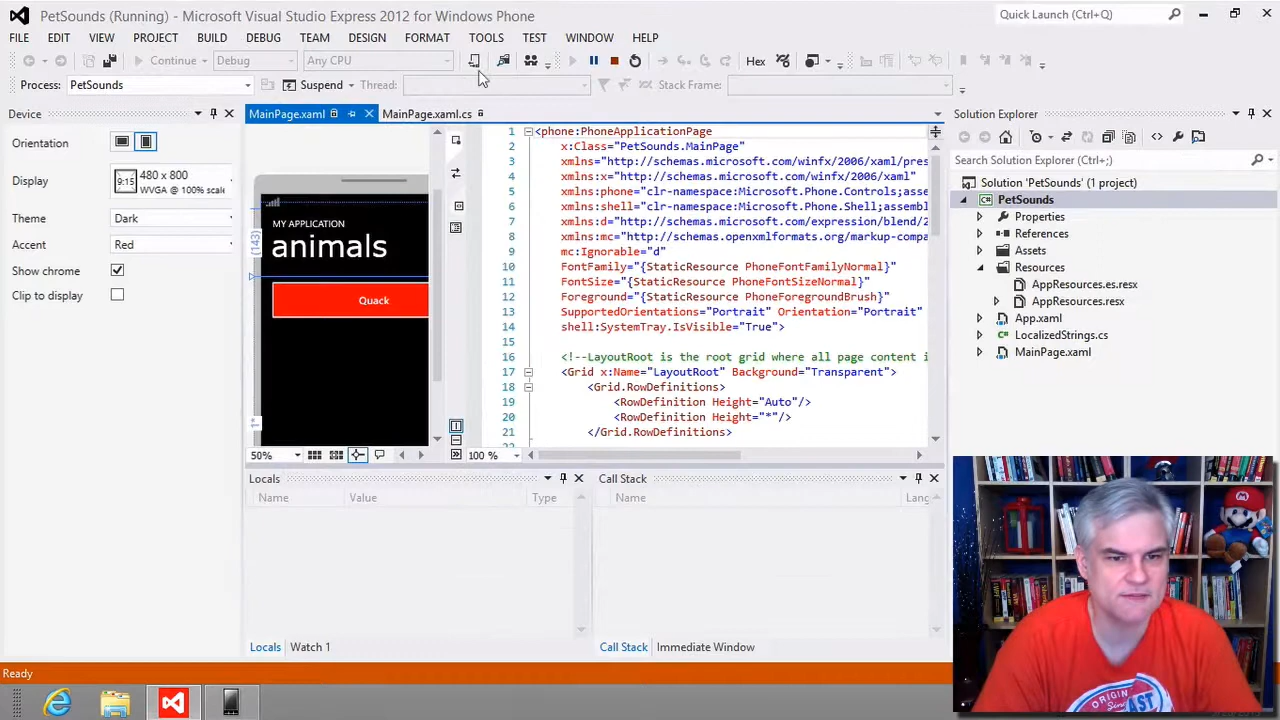 PetSounds (Running) - Microsoft Visual Studio Express 2012 for Windows Phone
Quick Launch (Ctrl+Q)
FILE EDIT VIEW PROJECT BUILD DEBUG TEAM DESIGN FORMAT TOOLS TEST WINDOW HELP
Continue Debug Any CPU Hex
Process: PetSounds Suspend Thread: Stack Frame:
Device
MainPage.xaml MainPage.xaml.cs
Solution Explorer
Orientation
Display 480 x 800
9:15 WVGA @ 100% scale
Theme Dark
Accent Red
Show chrome
Clip to display
(143)
MY APPLICATION
animals
Quack
1*
50%
1 <phone:PhoneApplicationPage
2 x:Class="PetSounds.MainPage"
3 xmlns="http://schemas.microsoft.com/winfx/2006/xaml/pres
4 xmlns:x="http://schemas.microsoft.com/winfx/2006/xaml"
5 xmlns:phone="clr-namespace:Microsoft.Phone.Controls;asse
6 xmlns:shell="clr-namespace:Microsoft.Phone.Shell;assembl
7 xmlns:d="http://schemas.microsoft.com/expression/blend/2
8 xmlns:mc="http://schemas.openxmlformats.org/markup-compa
9 mc:Ignorable="d"
10 FontFamily="{StaticResource PhoneFontFamilyNormal}"
11 FontSize="{StaticResource PhoneFontSizeNormal}"
12 Foreground="{StaticResource PhoneForegroundBrush}"
13 SupportedOrientations="Portrait" Orientation="Portrait"
14 shell:SystemTray.IsVisible="True">
15
16 <!--LayoutRoot is the root grid where all page content i
17 <Grid x:Name="LayoutRoot" Background="Transparent">
18 <Grid.RowDefinitions>
19 <RowDefinition Height="Auto"/>
20 <RowDefinition Height="*"/>
21 </Grid.RowDefinitions>
100 %
Search Solution Explorer (Ctrl+;)
Solution 'PetSounds' (1 project)
PetSounds
Properties
References
Assets
Resources
AppResources.es.resx
AppResources.resx
App.xaml
LocalizedStrings.cs
MainPage.xaml
Locals
Name Value Type
Call Stack
Name Lang
Locals Watch 1
Call Stack Immediate Window
Ready
ORIGIN